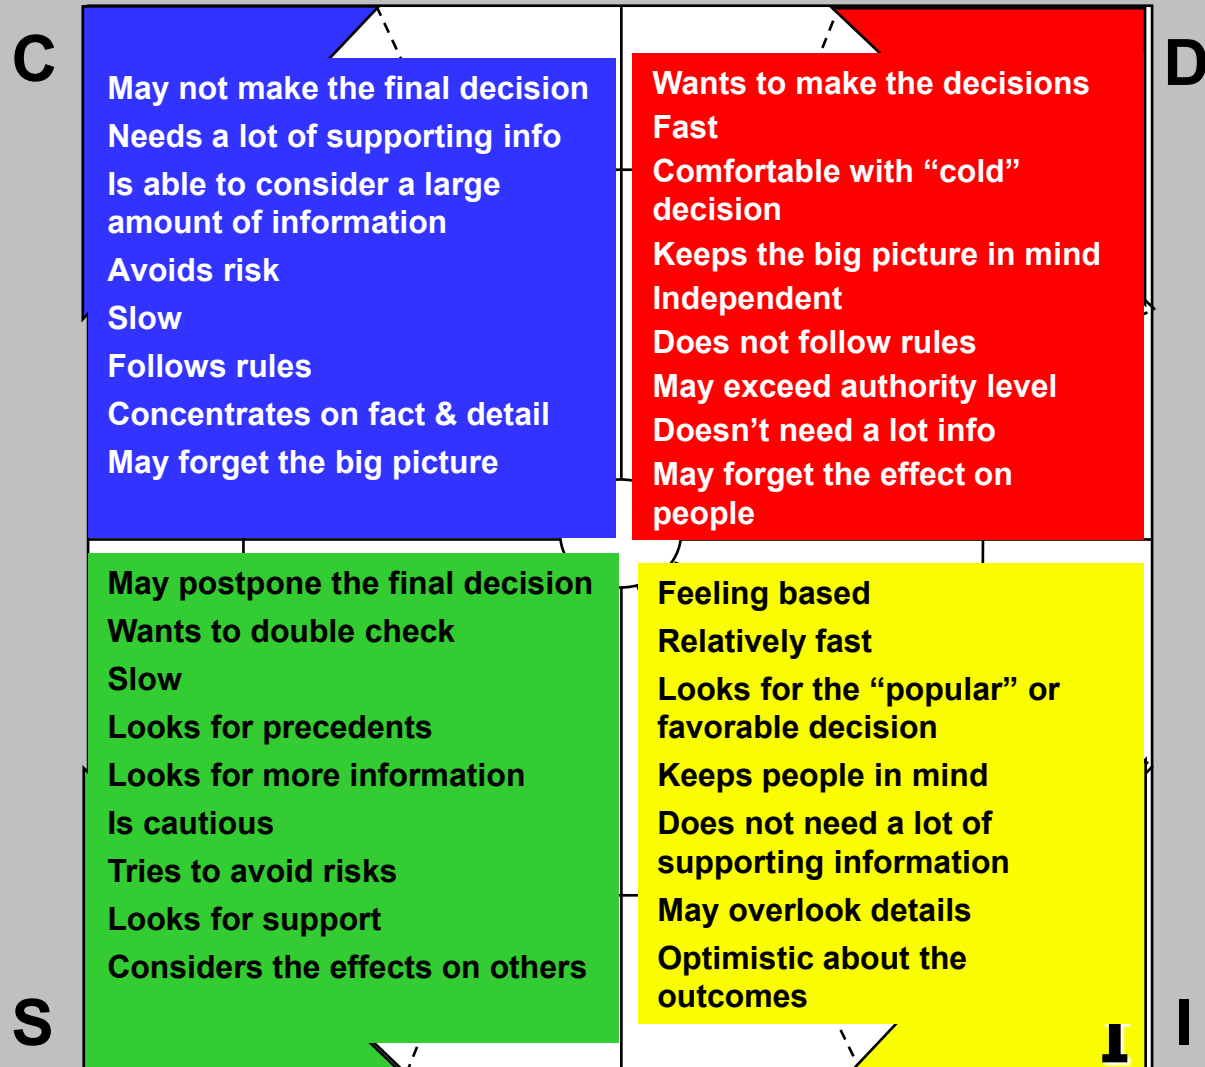 C
May not make the final decision
Needs a lot of supporting info
Is able to consider a large
amount of information
Avoids risk
Slow
Follows rules
Concentrates on fact & detail
May forget the big picture
D
Wants to make the decisions
Fast
Comfortable with “cold”
decision
Keeps the big picture in mind
Independent
Does not follow rules
May exceed authority level
Doesn’t need a lot info
May forget the effect on
people
S
May postpone the final decision
Wants to double check
Slow
Looks for precedents
Looks for more information
Is cautious
Tries to avoid risks
Looks for support
Considers the effects on others
I
Feeling based
Relatively fast
Looks for the “popular” or
favorable decision
Keeps people in mind
Does not need a lot of
supporting information
May overlook details
Optimistic about the
outcomes
I